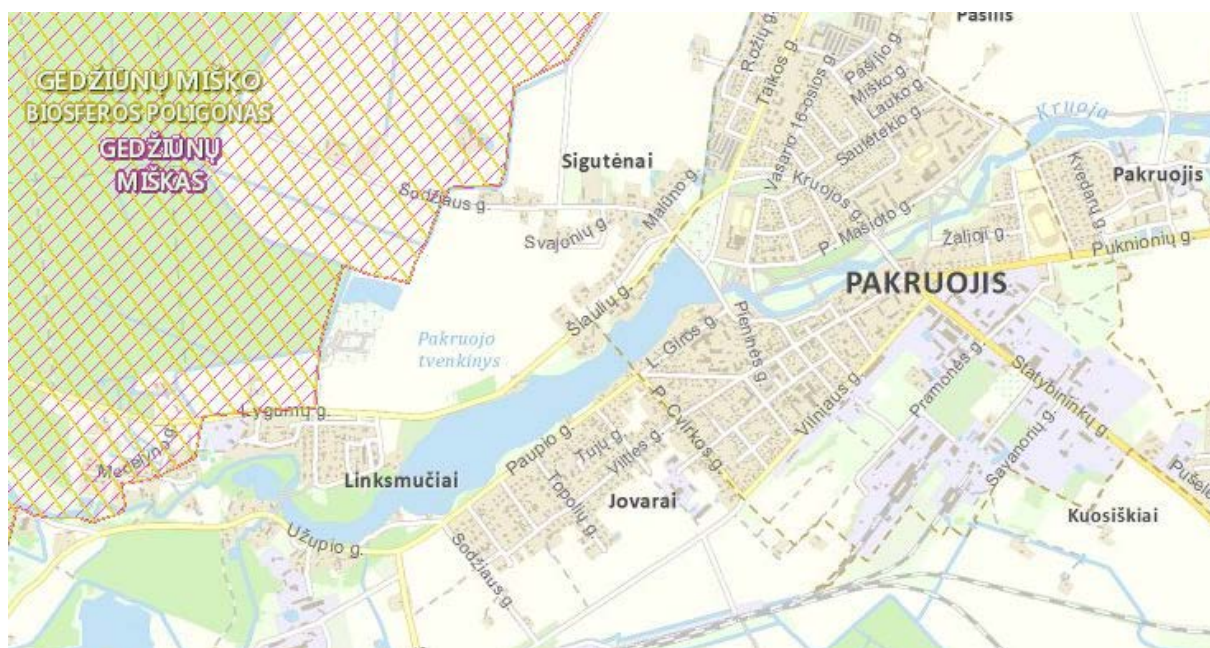 Pašilis
GEDŽIŪNŲ MIŠKO
BIOSFEROS POLIGONAS
GEDŽIŪNŲ
MIŠKAS
Rožių g.
Taikos g.
Vasario 16-osios g.
Pašilio g.
Miško g.
Lauko g.
Saulėtekio g.
Kruoja
Sigutėnai
Sodžiaus g.
Svajonių g.
Malūno g.
Kruojos g.
P. Mašioto g.
Kvedarų g.
Pakruojis
Žalioji g.
Puknionių g.
PAKRUOJIS
Pakruojo
tvenkinys
Šiaulių g.
L. Giros g.
Pieninės g.
P. Cvirkos g.
Vilniaus g.
Pramonės g.
Statybininkų g.
Savanorių g.
Lygumų g.
Medelyno g.
Linksmučiai
Paupio g.
Tujų g.
Vilties g.
Topolių g.
Jovarai
Užupio g.
Sodžiaus g.
Kuosiškiai